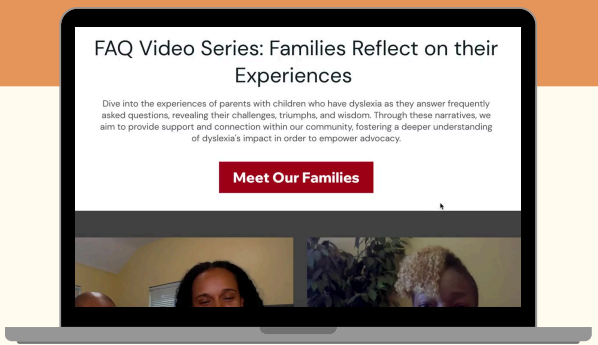 FAQ Video Series: Families Reflect on their
Experiences
Dive into the experiences of parents with children who have dyslexia as they answer frequently
asked questions, revealing their challenges, triumphs, and wisdom. Through these narratives, we
aim to provide support and connection within our community, fostering a deeper understanding
of dyslexia's impact in order to empower advocacy.
Meet Our Families